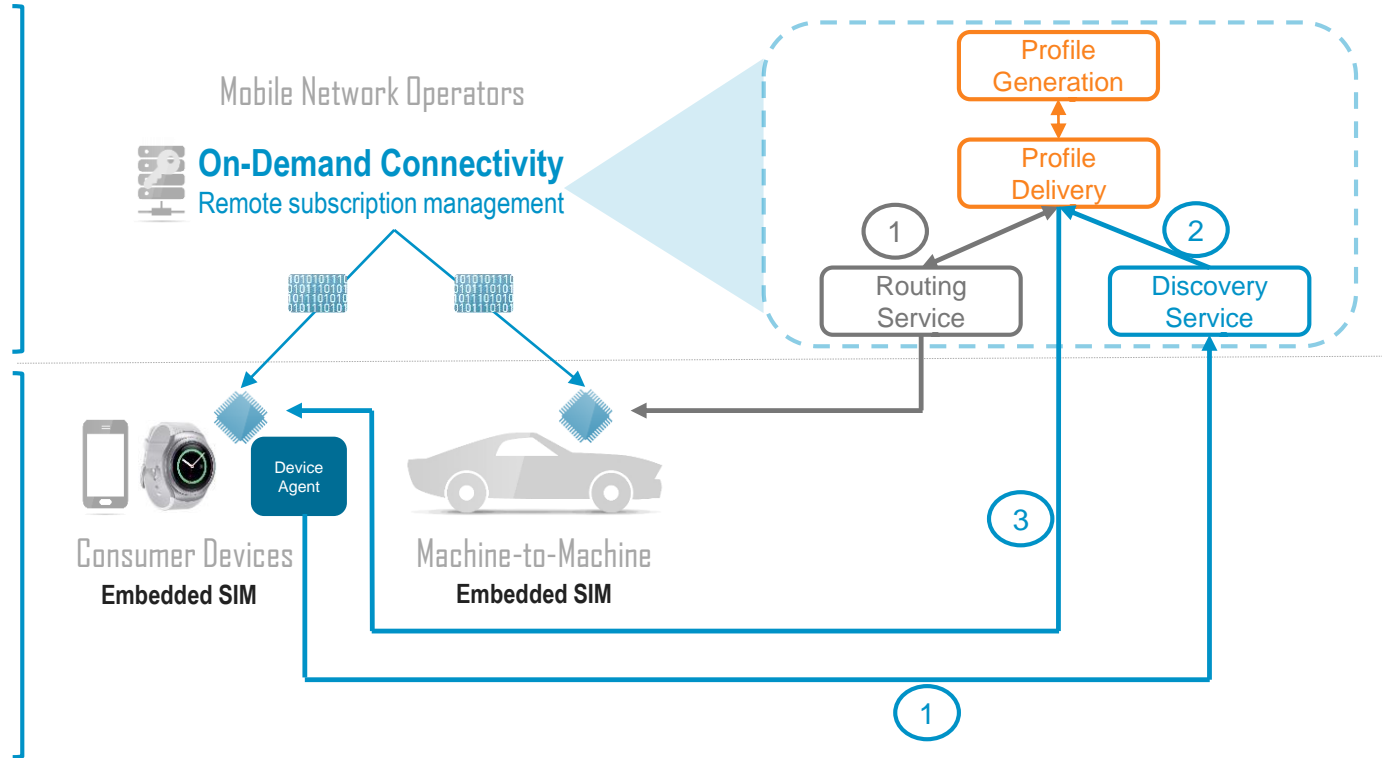 Mobile Network Operators
On-Demand Connectivity
Remote subscription management
Profile
Generation
Profile
Delivery
1
2
Routing
Service
Discovery
Service
Device
Agent
3
Consumer Devices
Embedded SIM
Machine-to-Machine
Embedded SIM
1